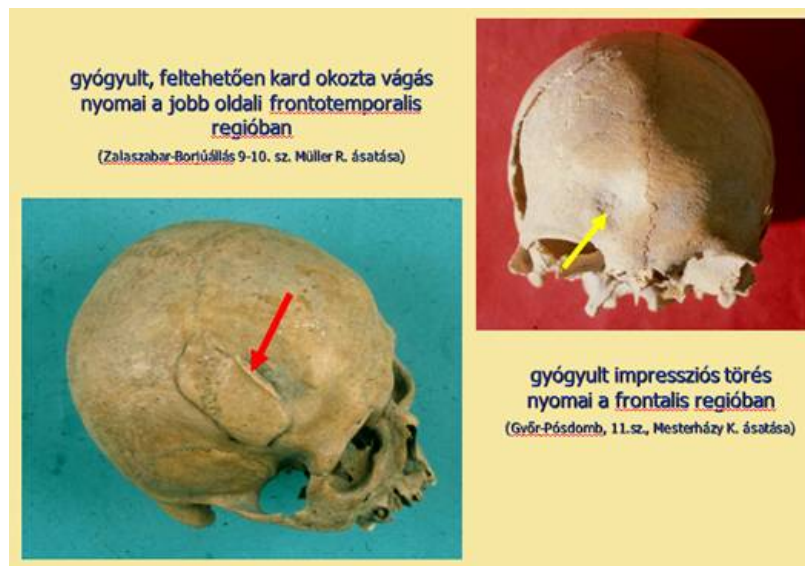 gyógyult, feltehetően kard okozta vágás
nyomai a jobb oldali frontotemporalis
regióban
(Zalaszabar-Borjúállás 9-10. sz. Müller R. ásatása)
gyógyult impressziós törés
nyomai a frontalis regióban
(Győr-Pósdomb, 11.sz., Mesterházy K. ásatása)